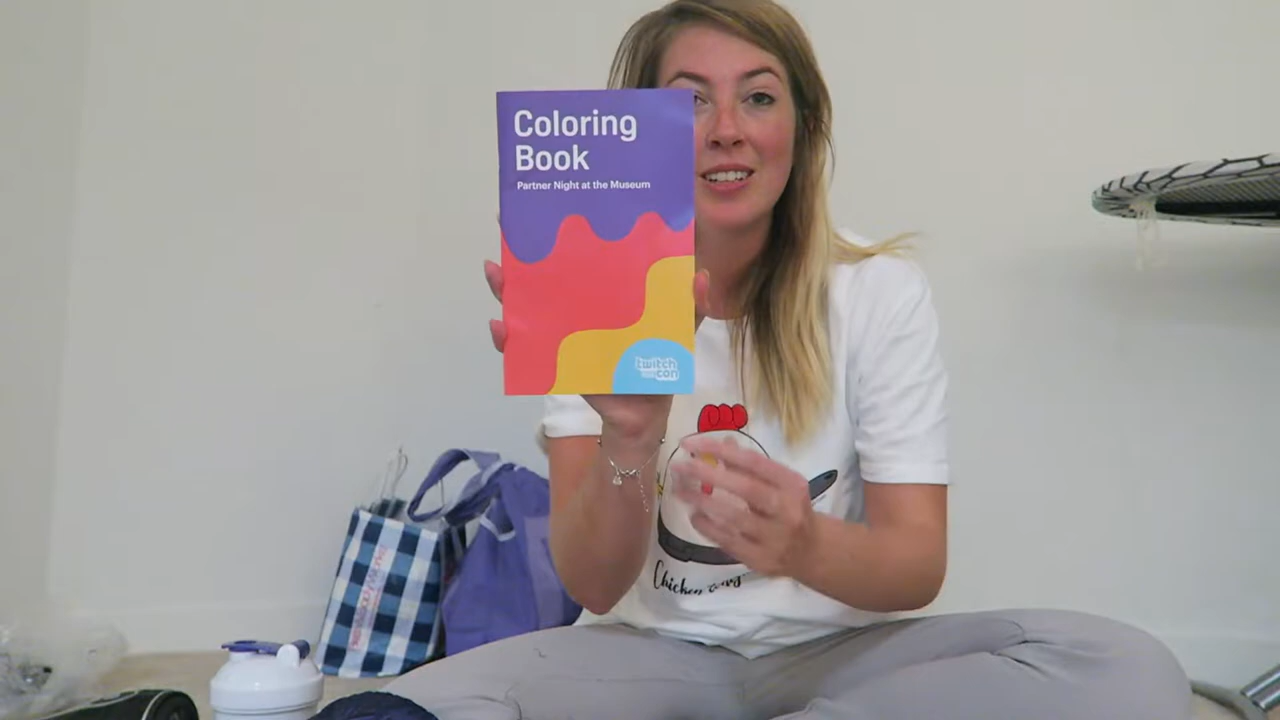 Coloring
Book
Partner Night at the Museum
twitch
con
Chicken